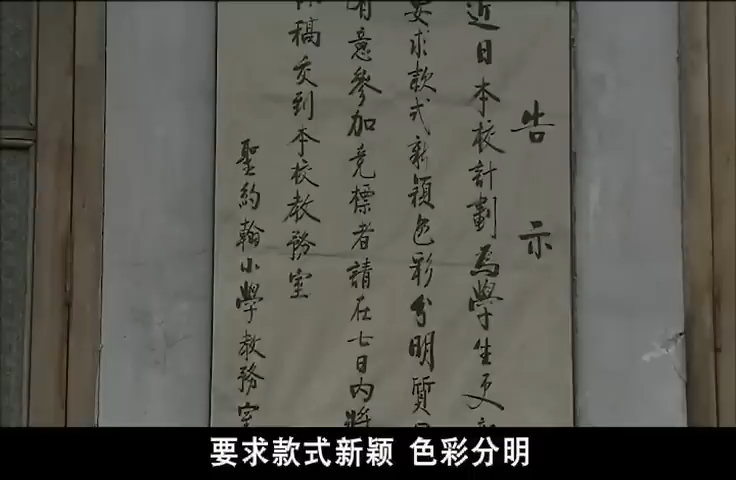 告示
近日本校計劃為學生更
要求款式新穎色彩分明質
有意參加竞標者請在七日內將
稿交到本校教務室
聖約翰小學教務室
要求款式新颖 色彩分明